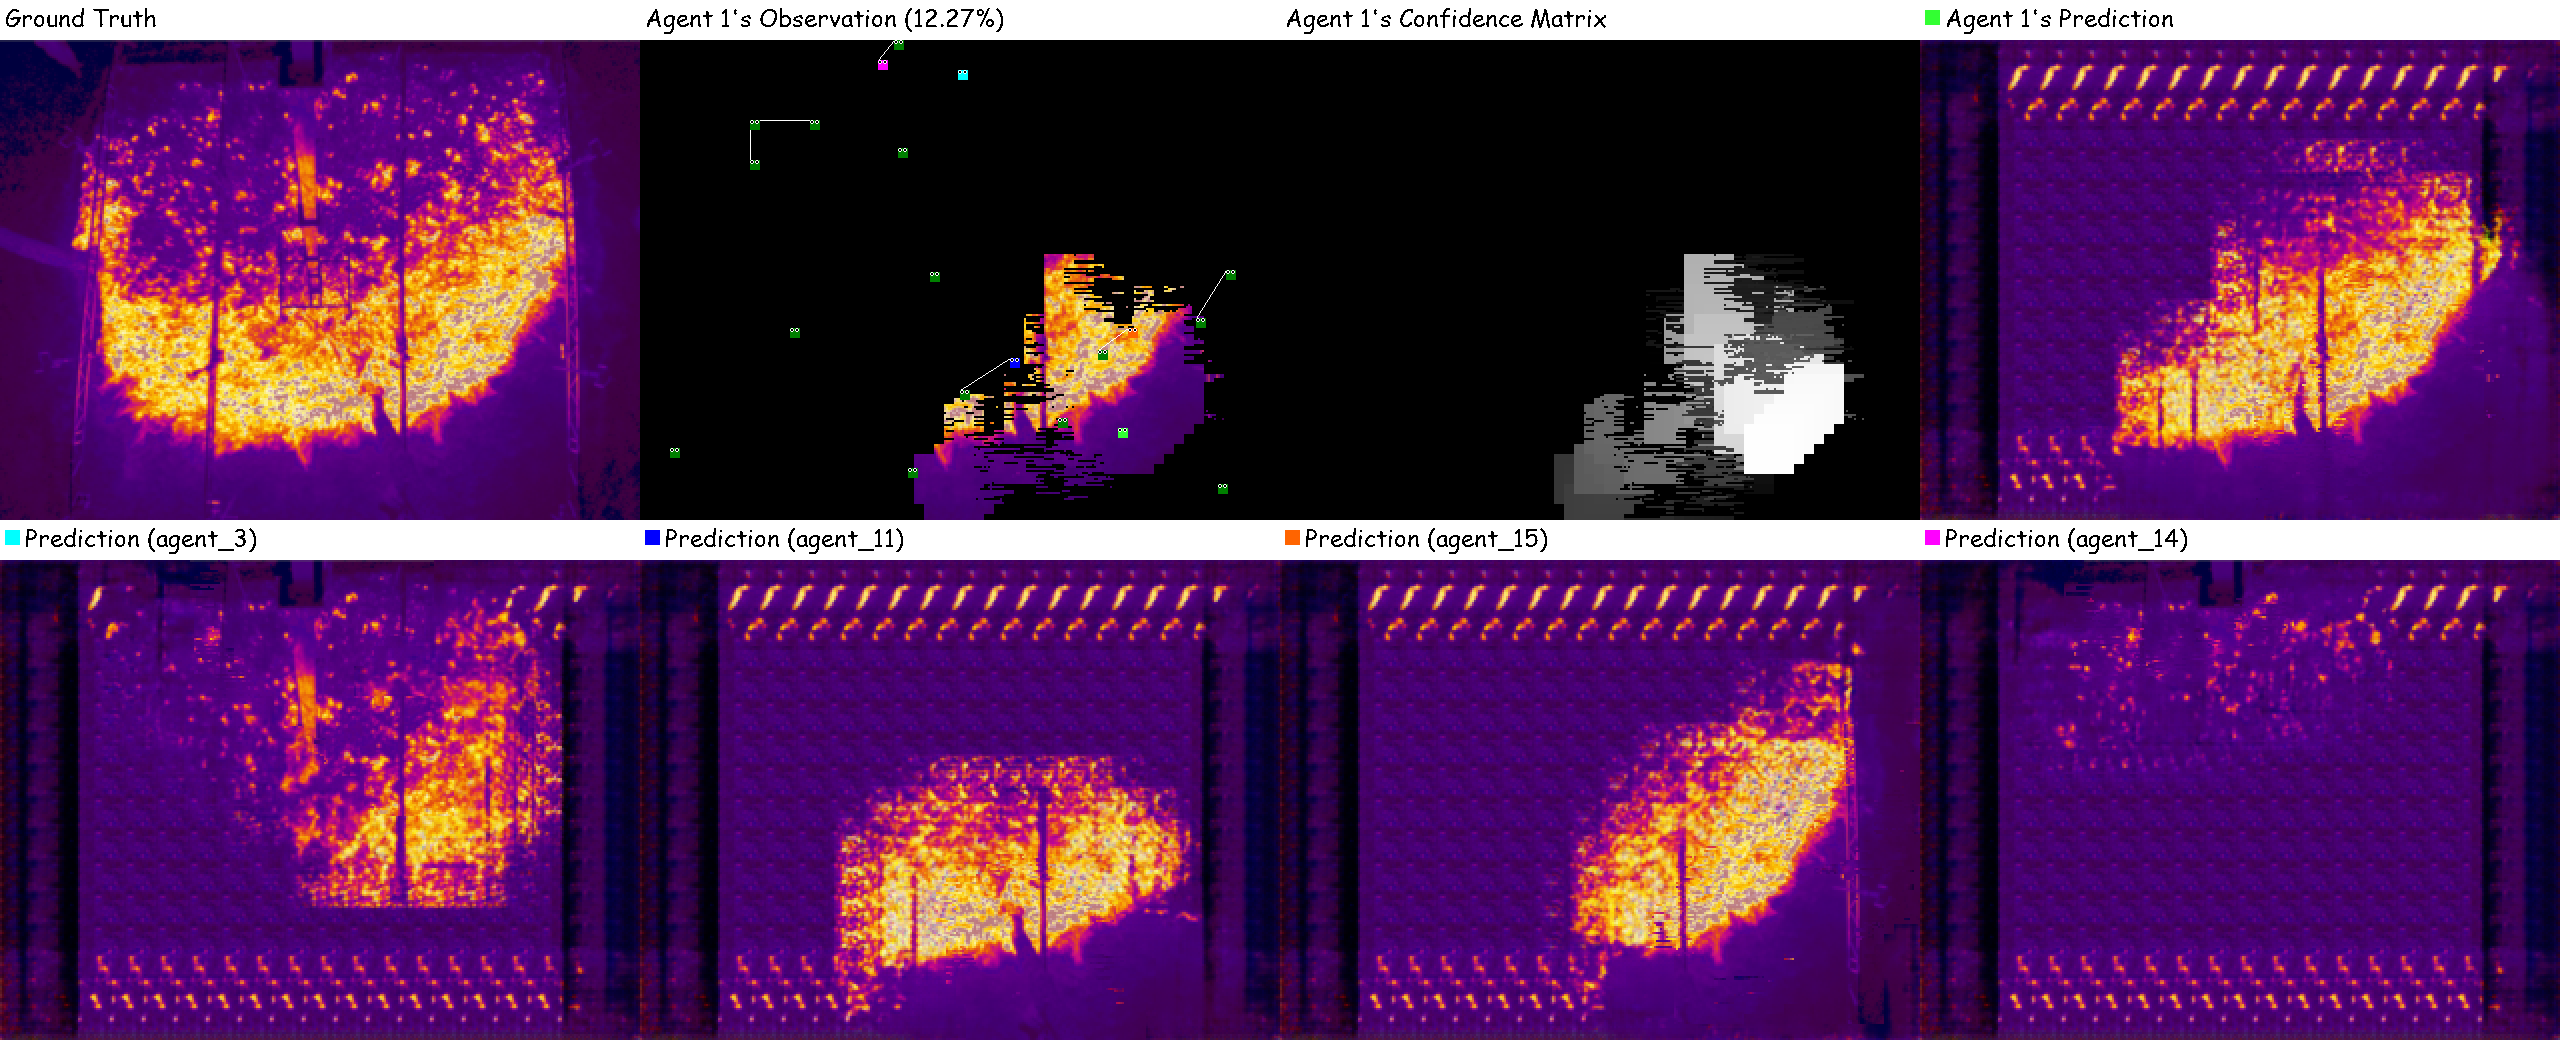 Ground Truth
Agent 1's Observation (12.27%)
Agent 1's Confidence Matrix
Agent 1's Prediction
Prediction (agent_3)
Prediction (agent_11)
Prediction (agent_15)
Prediction (agent_14)